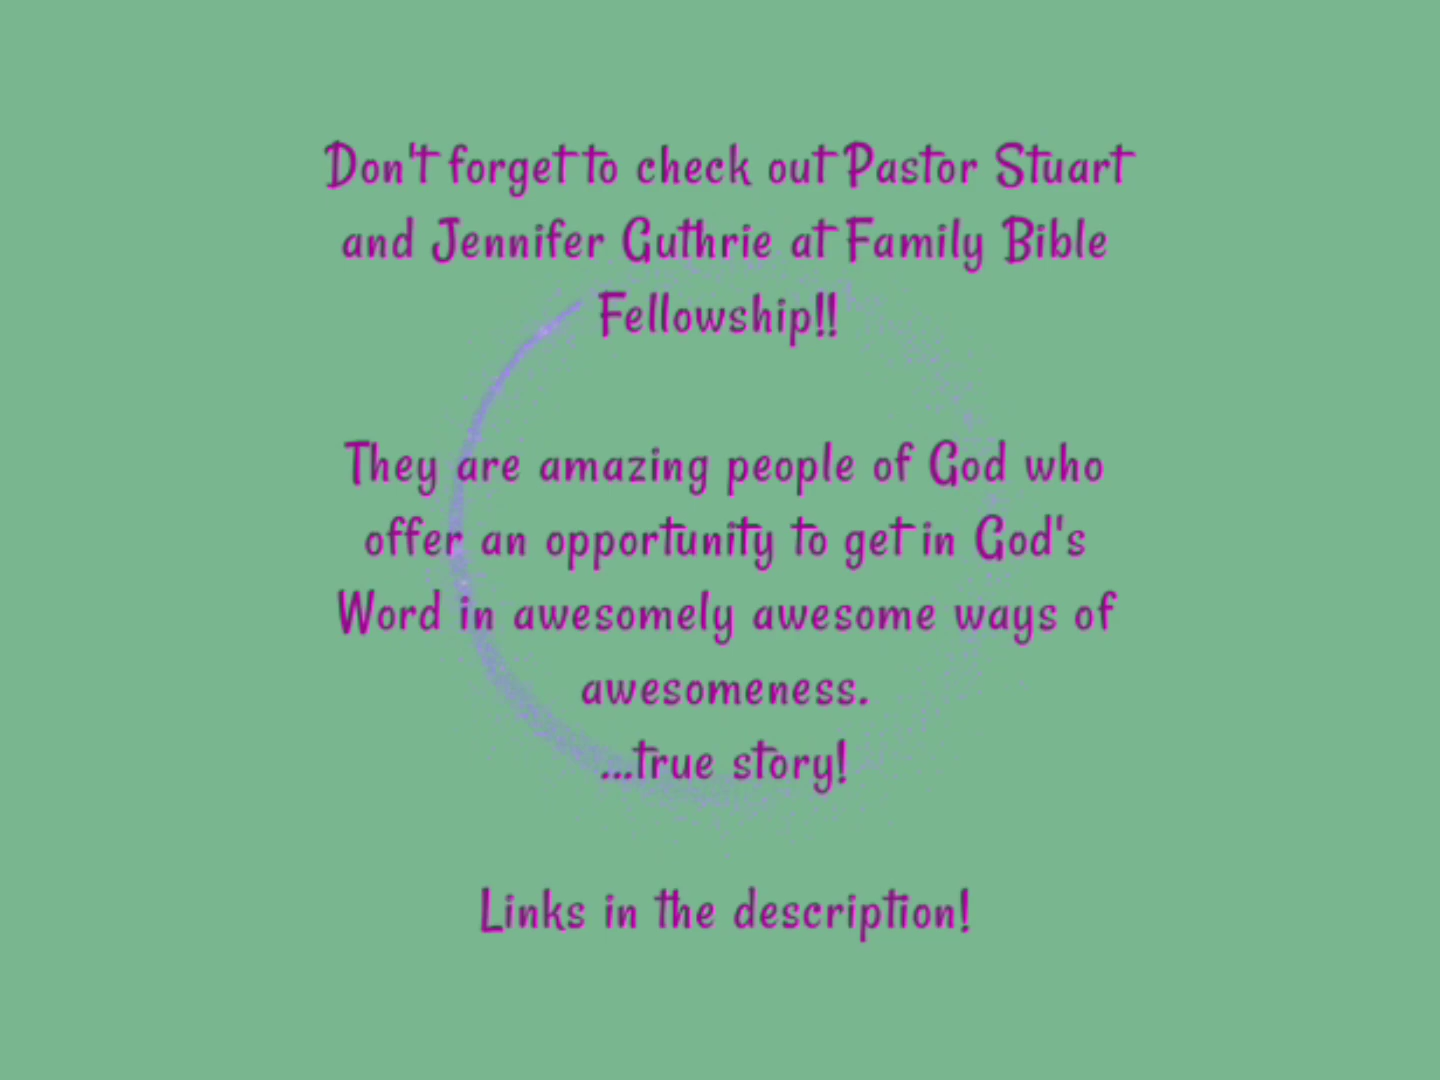 Don't forget to check out Pastor Stuart
and Jennifer Guthrie at Family Bible
Fellowship!!
They are amazing people of God who
offer an opportunity to get in God's
Word in awesomely awesome ways of
awesomeness.
...true story!
Links in the description!